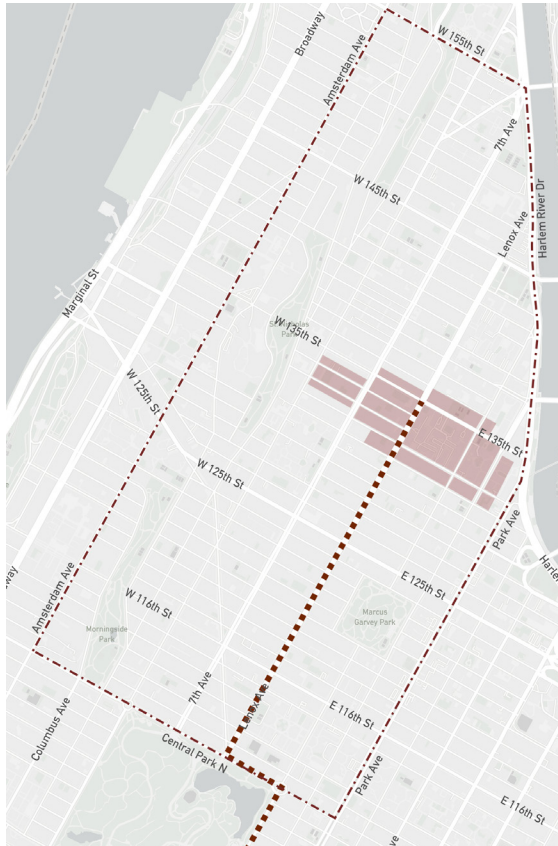 W 155th St
Broadway
Amsterdam Ave
7th Ave
W 145th St
Lenox Ave
Harlem River Dr
Marginal St
W 135th St
Park
W 125th St
E 135th St
W 125th St
Park Ave
E 125th St
Amsterdam Ave
W 116th St
Marcus
Garvey Park
Morningside
Park
7th Ave
Lenox Ave
E 116th St
Columbus Ave
Central Park N
Park Ave
E 116th St